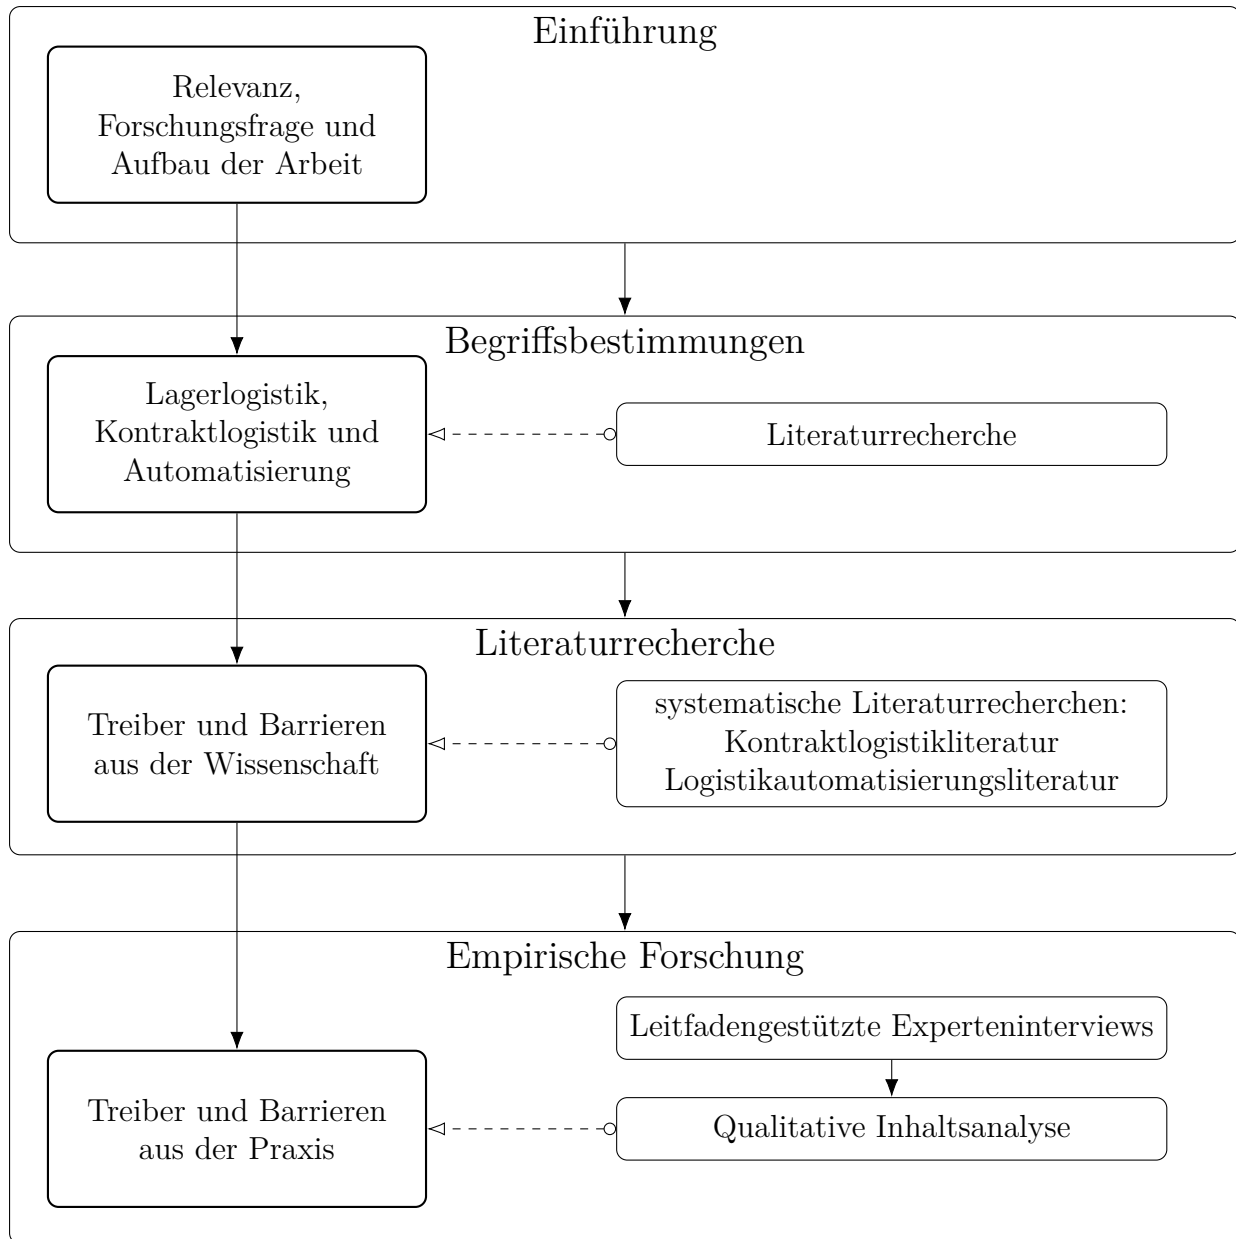 Einführung
Relevanz,
Forschungsfrage und
Aufbau der Arbeit
Begriffsbestimmungen
Lagerlogistik,
Kontraktlogistik und
Automatisierung
Literaturrecherche
Literaturrecherche
Treiber und Barrieren
aus der Wissenschaft
systematische Literaturrecherchen:
Kontraktlogistikliteratur
Logistikautomatisierungsliteratur
Empirische Forschung
Leitfadengestützte Experteninterviews
Treiber und Barrieren
aus der Praxis
Qualitative Inhaltsanalyse